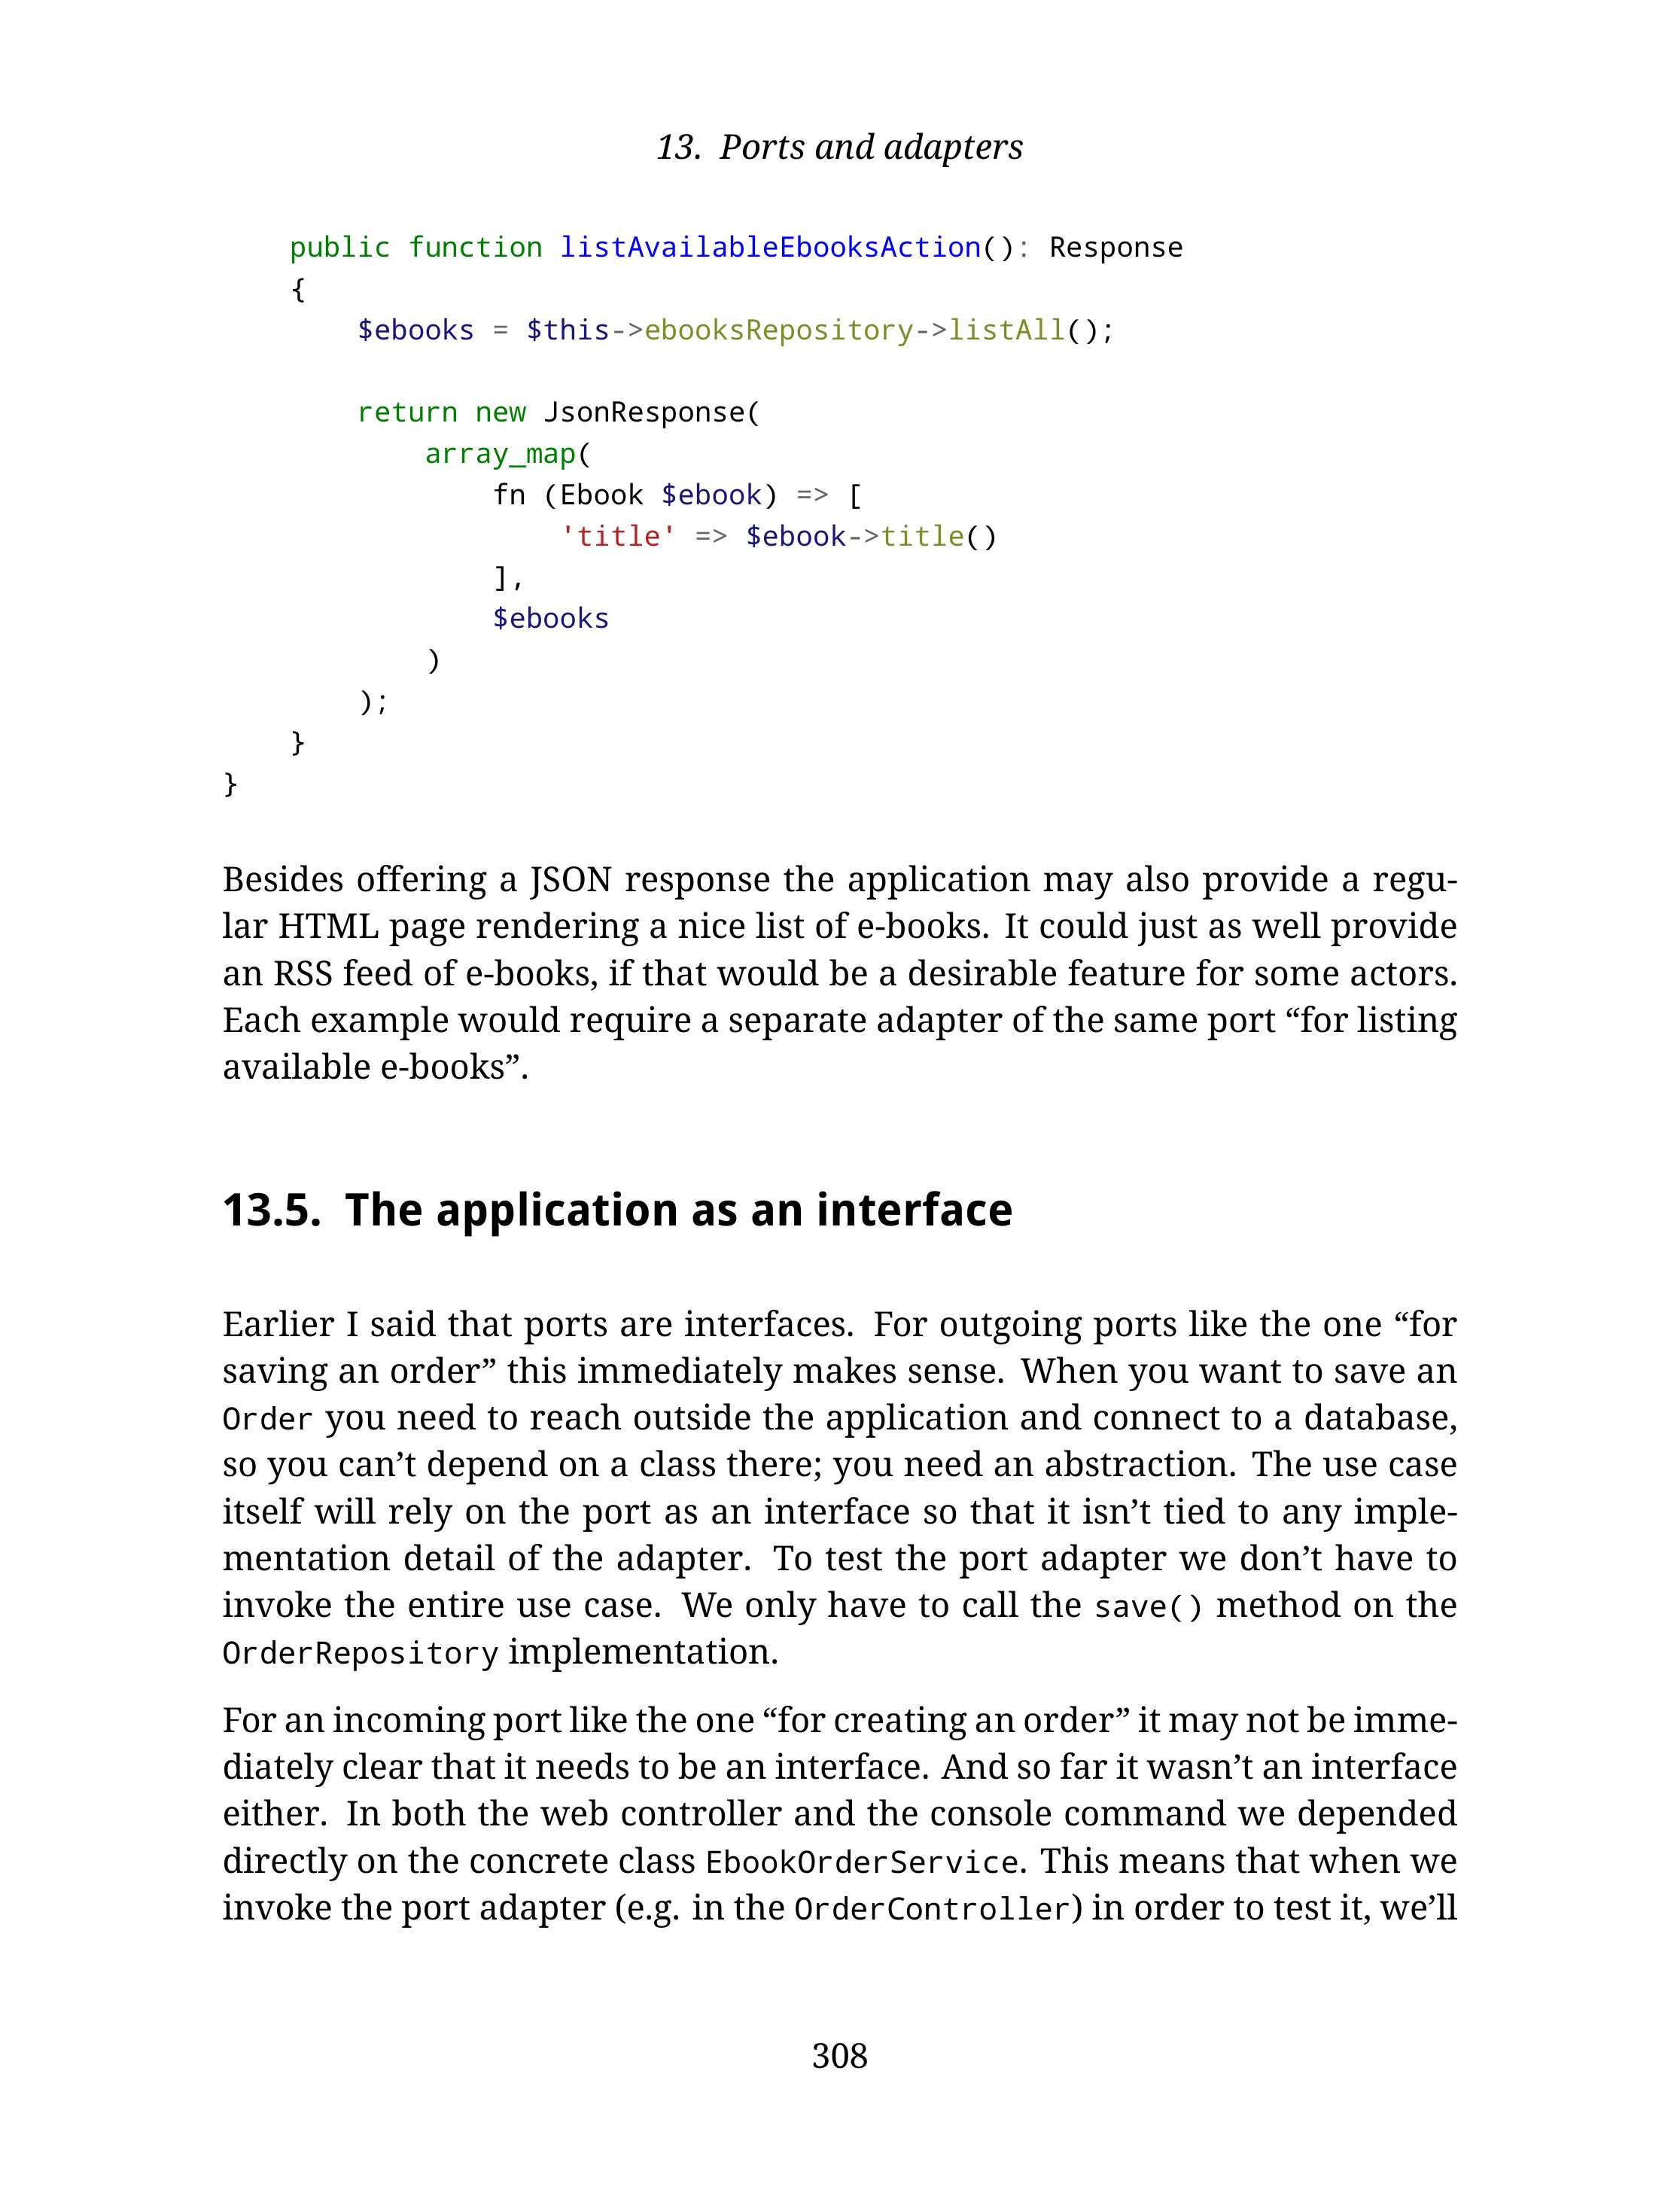 13. Ports and adapters
    public function listAvailableEbooksAction(): Response
    {
        $ebooks = $this->ebooksRepository->listAll();
        return new JsonResponse(
            array_map(
                fn (Ebook $ebook) => [
                    'title' => $ebook->title()
                ],
                $ebooks
            )
        );
    }
}
Besides offering a JSON response the application may also provide a regu-
lar HTML page rendering a nice list of e-books. It could just as well provide
an RSS feed of e-books, if that would be a desirable feature for some actors.
Each example would require a separate adapter of the same port “for listing
available e-books”.
13.5. The application as an interface
Earlier I said that ports are interfaces. For outgoing ports like the one “for
saving an order” this immediately makes sense. When you want to save an
Order you need to reach outside the application and connect to a database,
so you can’t depend on a class there; you need an abstraction. The use case
itself will rely on the port as an interface so that it isn’t tied to any imple-
mentation detail of the adapter. To test the port adapter we don’t have to
invoke the entire use case. We only have to call the save() method on the
OrderRepository implementation.
For an incoming port like the one “for creating an order” it may not be imme-
diately clear that it needs to be an interface. And so far it wasn’t an interface
either. In both the web controller and the console command we depended
directly on the concrete class EbookOrderService. This means that when we
invoke the port adapter (e.g. in the OrderController) in order to test it, we’ll
308